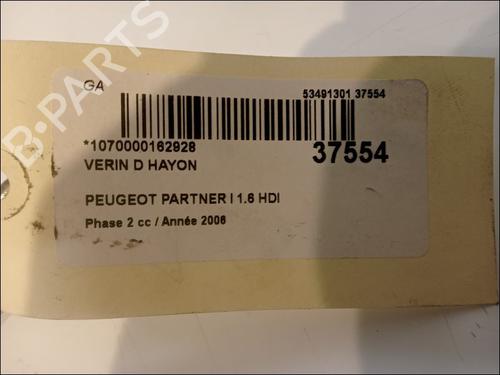 GA
53491301 37554
*1070000162928
37554
VERIN D HAYON
PEUGEOT PARTNER I 1.6 HDI
Phase 2 cc / Année 2006
B-PARTS